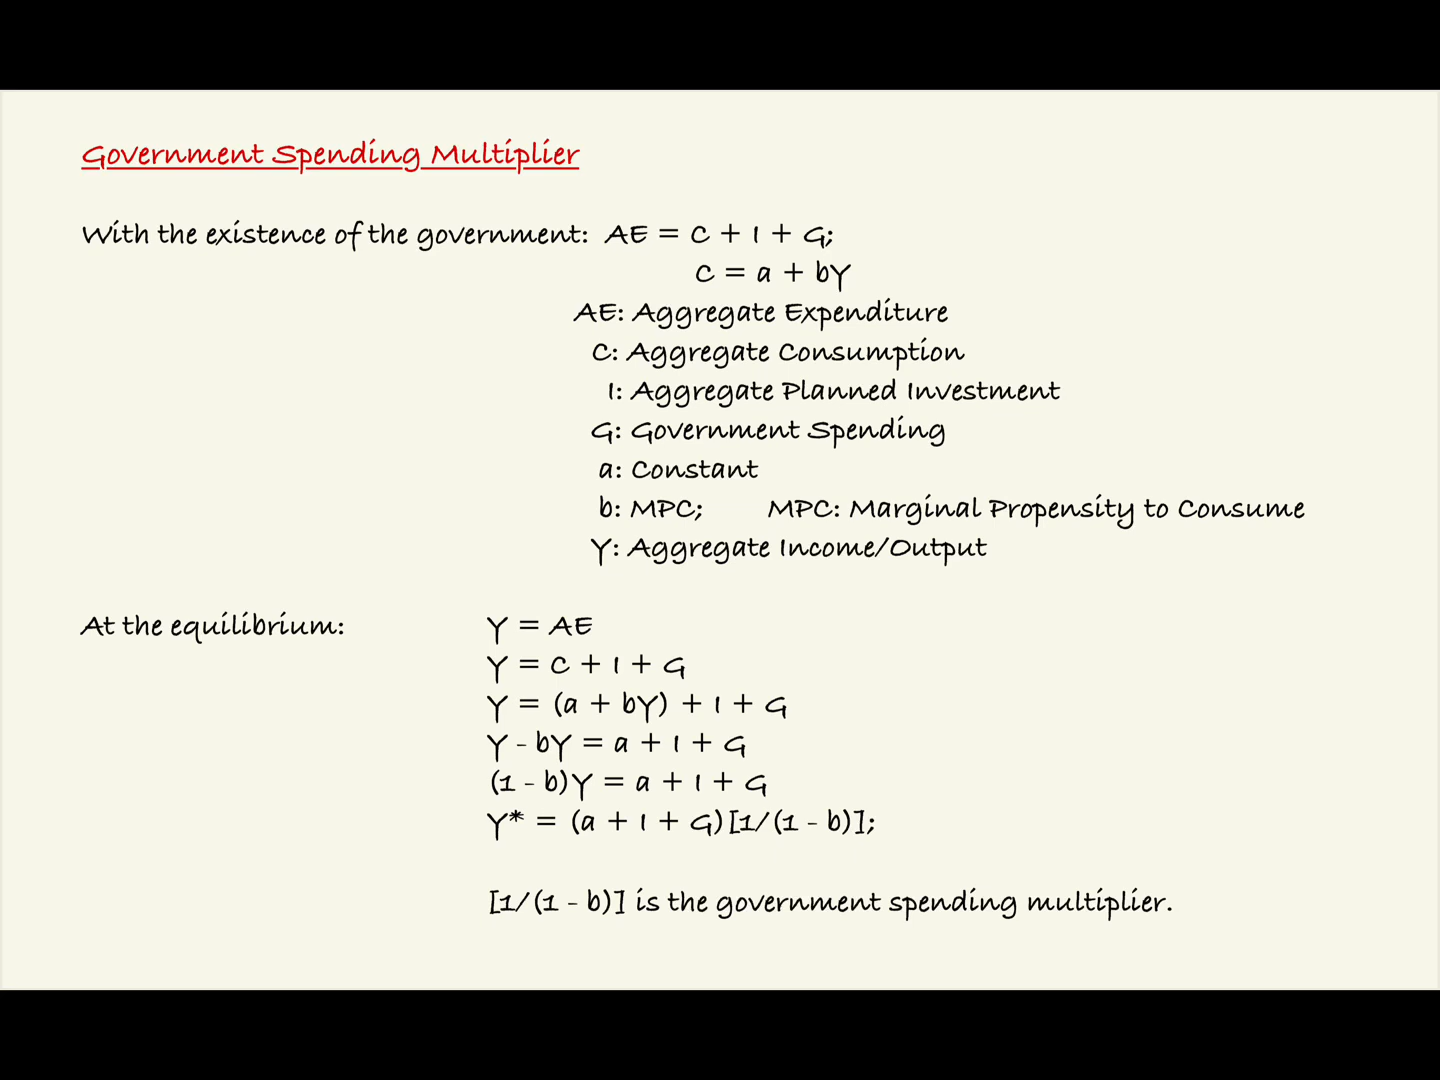 Government Spending Multiplier
With the existence of the government: AE = C + I + G;
C = a + bY
AE: Aggregate Expenditure
C: Aggregate Consumption
I: Aggregate Planned Investment
G: Government Spending
a: Constant
b: MPC; MPC: Marginal Propensity to Consume
Y: Aggregate Income/Output
At the equilibrium: Y = AE
Y = C + I + G
Y = (a + bY) + I + G
Y - bY = a + I + G
(1 - b)Y = a + I + G
Y* = (a + I + G)[1/(1 - b)];
[1/(1 - b)] is the government spending multiplier.